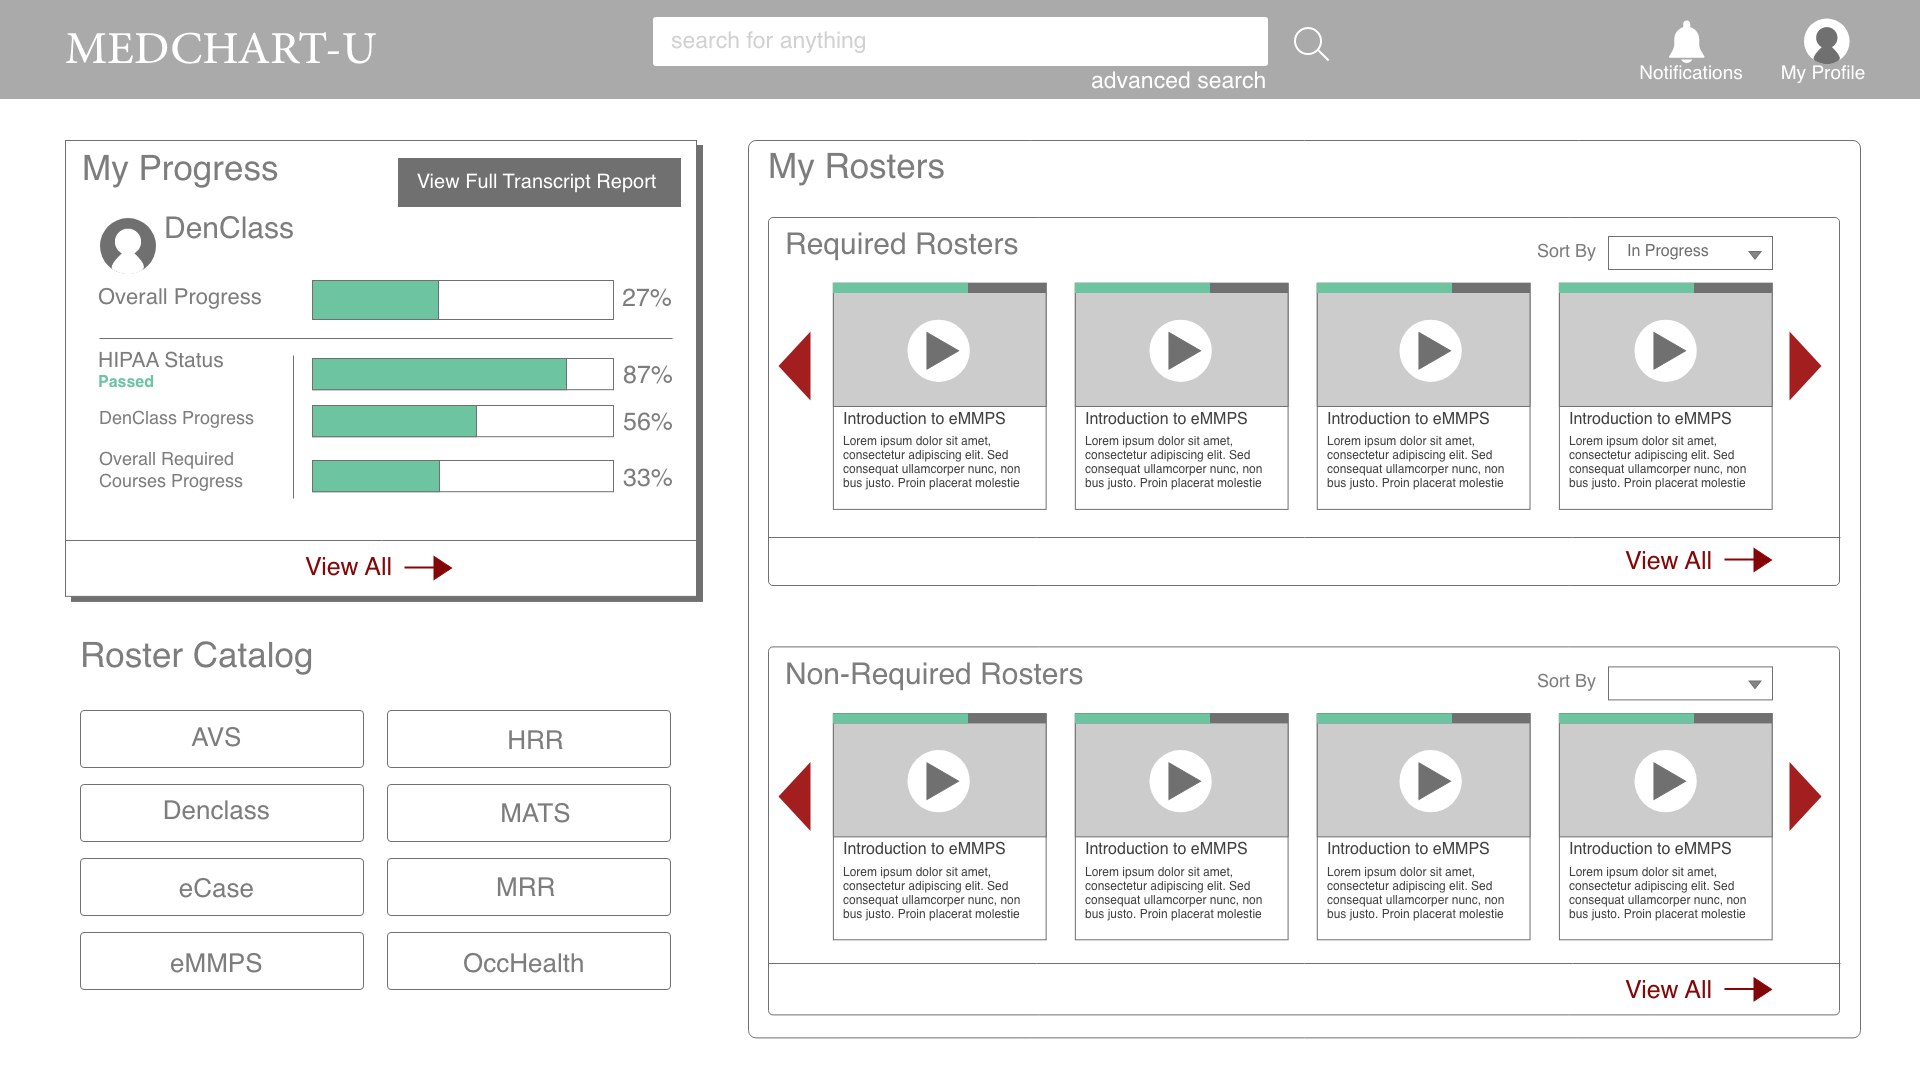 MEDCHART-U
search for anything
advanced search
Notifications
My Profile
My Progress
View Full Transcript Report
DenClass
Overall Progress
27%
HIPAA Status
Passed
87%
DenClass Progress
56%
Overall Required
Courses Progress
33%
View All
Roster Catalog
AVS
HRR
Denclass
MATS
eCase
MRR
eMMPS
OccHealth
My Rosters
Required Rosters
Sort By
In Progress
Introduction to eMMPS
Lorem ipsum dolor sit amet,
consectetur adipiscing elit. Sed
consequat ullamcorper nunc, non
bus justo. Proin placerat molestie
Introduction to eMMPS
Lorem ipsum dolor sit amet,
consectetur adipiscing elit. Sed
consequat ullamcorper nunc, non
bus justo. Proin placerat molestie
Introduction to eMMPS
Lorem ipsum dolor sit amet,
consectetur adipiscing elit. Sed
consequat ullamcorper nunc, non
bus justo. Proin placerat molestie
Introduction to eMMPS
Lorem ipsum dolor sit amet,
consectetur adipiscing elit. Sed
consequat ullamcorper nunc, non
bus justo. Proin placerat molestie
View All
Non-Required Rosters
Sort By
Introduction to eMMPS
Lorem ipsum dolor sit amet,
consectetur adipiscing elit. Sed
consequat ullamcorper nunc, non
bus justo. Proin placerat molestie
Introduction to eMMPS
Lorem ipsum dolor sit amet,
consectetur adipiscing elit. Sed
consequat ullamcorper nunc, non
bus justo. Proin placerat molestie
Introduction to eMMPS
Lorem ipsum dolor sit amet,
consectetur adipiscing elit. Sed
consequat ullamcorper nunc, non
bus justo. Proin placerat molestie
Introduction to eMMPS
Lorem ipsum dolor sit amet,
consectetur adipiscing elit. Sed
consequat ullamcorper nunc, non
bus justo. Proin placerat molestie
View All